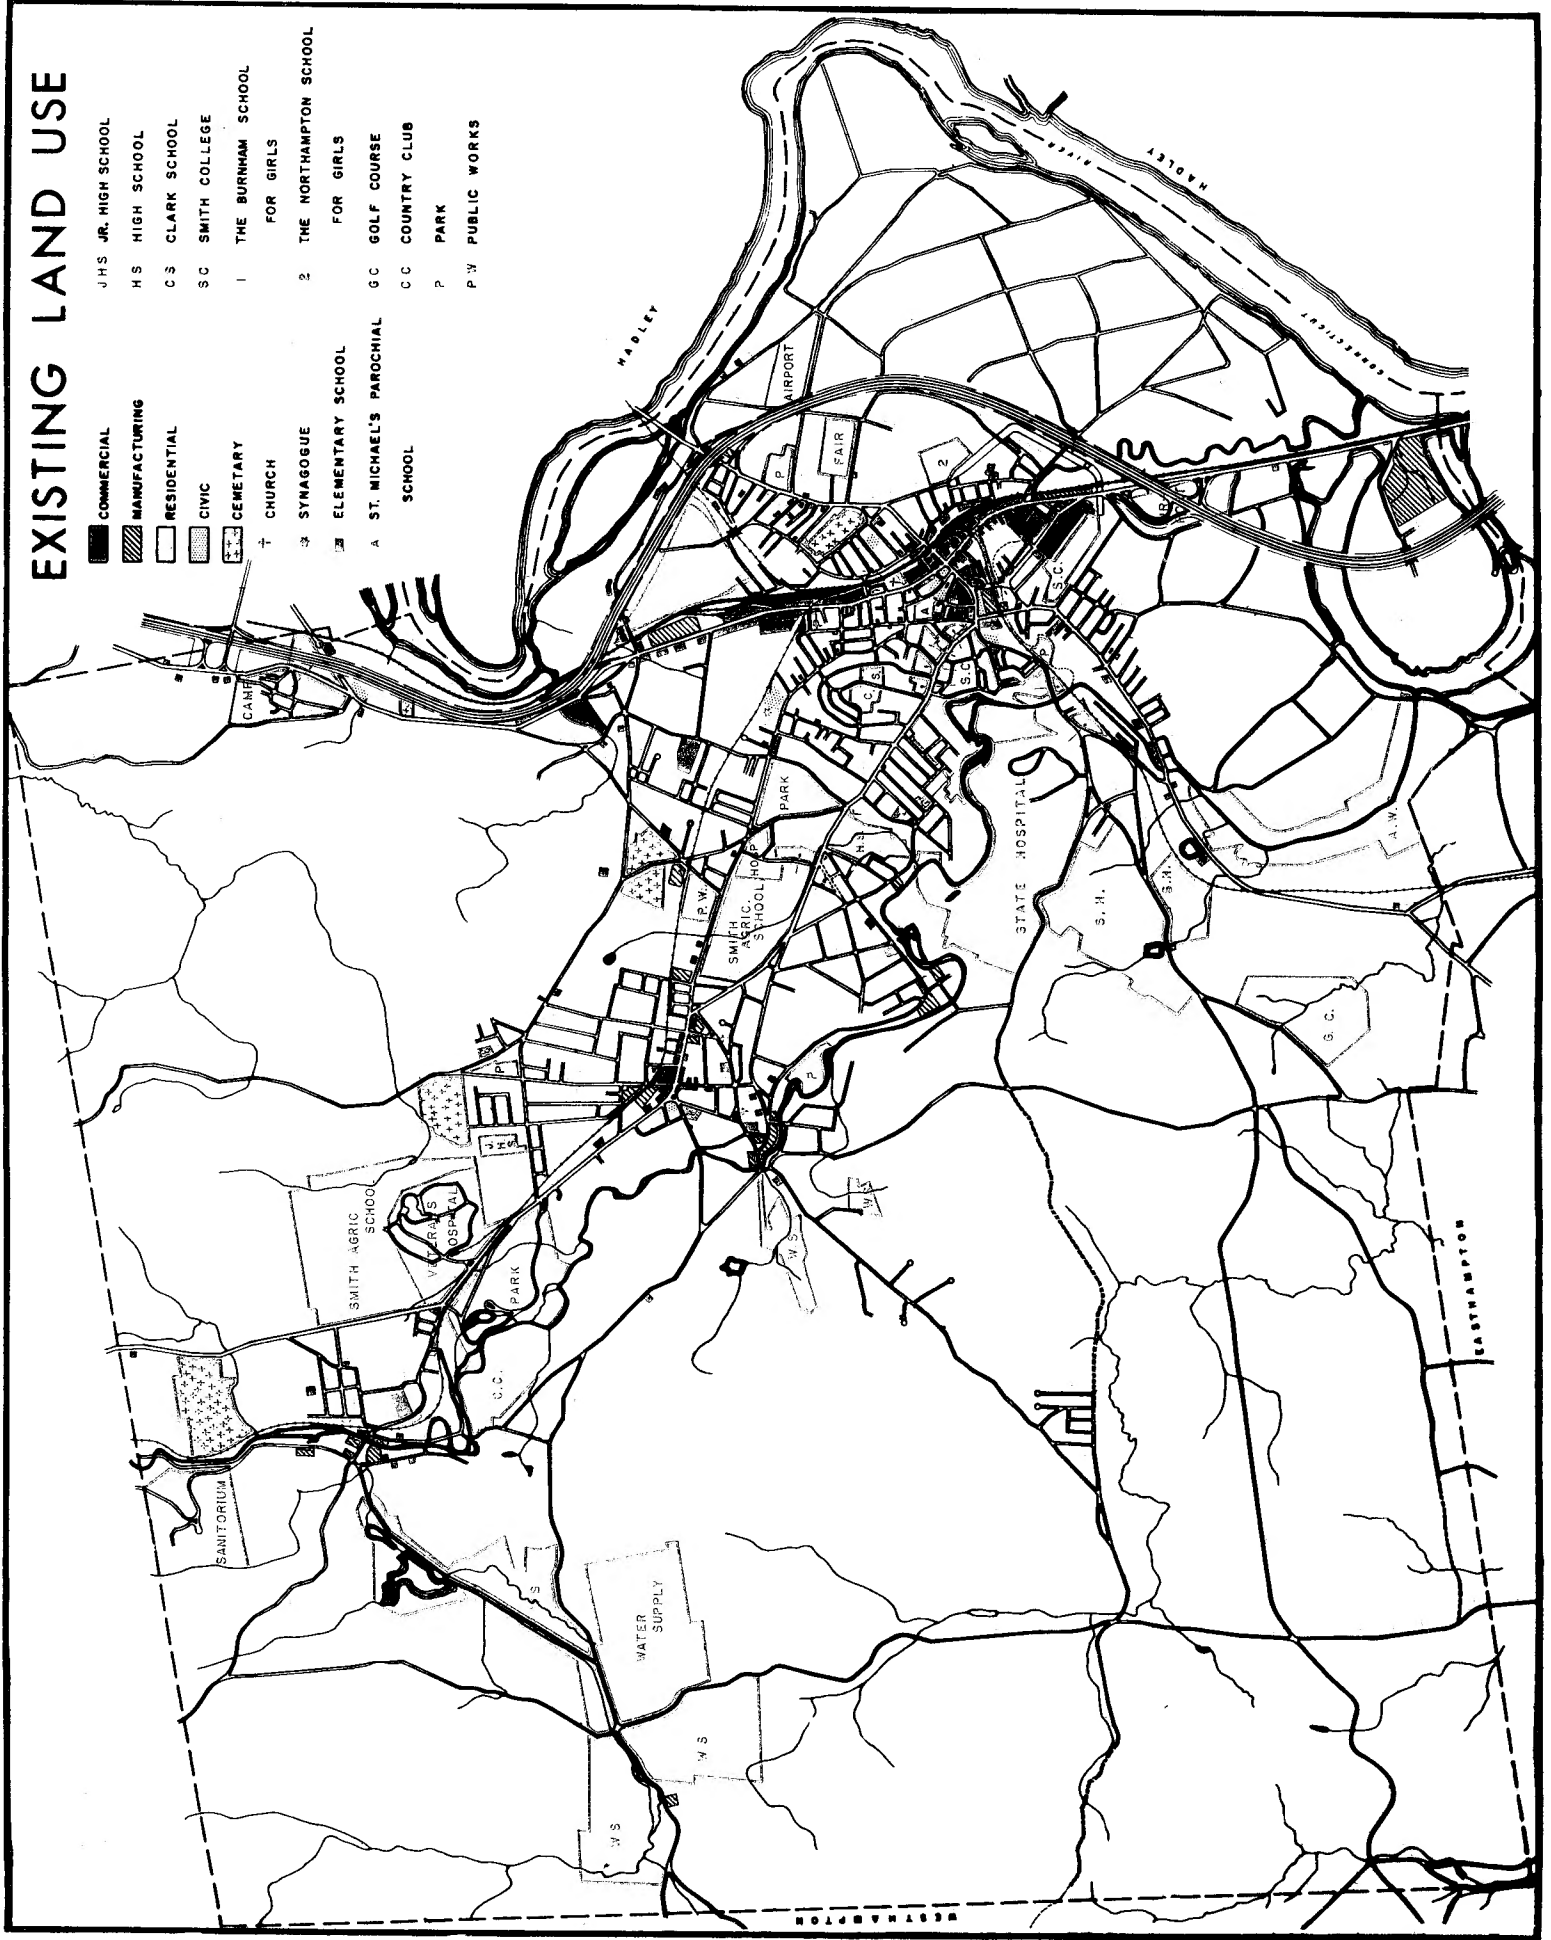 EXISTING LAND USE
COMMERCIAL
MANUFACTURING
RESIDENTIAL
CIVIC
CEMETARY
CHURCH
SYNAGOGUE
ELEMENTARY SCHOOL
A ST. MICHAEL'S PAROCHIAL
SCHOOL
JHS JR. HIGH SCHOOL
HS HIGH SCHOOL
CS CLARK SCHOOL
SC SMITH COLLEGE
1 THE BURNHAM SCHOOL
FOR GIRLS
2 THE NORTHAMPTON SCHOOL
FOR GIRLS
GC GOLF COURSE
CC COUNTRY CLUB
P PARK
PW PUBLIC WORKS
HADLEY
HADLEY
RIVER
CONNECTICUT
AIRPORT
FAIR
P
2
CAMP
S.C.
A
C.S.
S.C.
PARK
H.S.
STATE HOSPITAL
S.H.
S.H.
A.W.
G.C.
SMITH
AGRIC.
SCHOOL
HOSP
P.W.
P
P
J
HS
SMITH AGRIC
SCHOOL
VETERANS
HOSPITAL
PARK
C.C.
W.S.
W.S.
SANITORIUM
S
WATER
SUPPLY
W S
W S
EASTHAMPTON
WESTHAMPTON